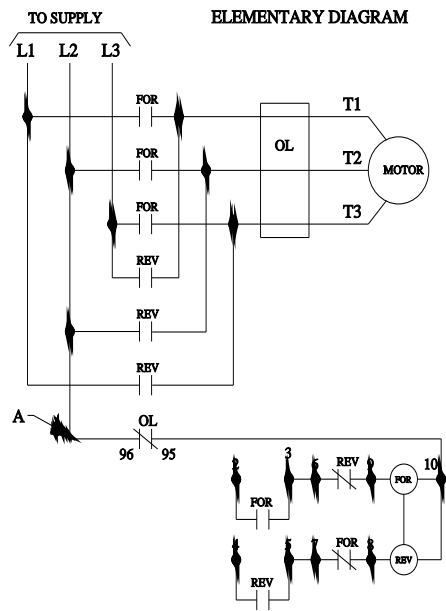 TO SUPPLY
ELEMENTARY DIAGRAM
L1 L2 L3
FOR
T1
OL
FOR
T2
MOTOR
FOR
T3
REV
REV
REV
A
OL
96 95
2 3 6 REV 9 FOR 10
FOR
4 5 7 FOR 8 REV
REV